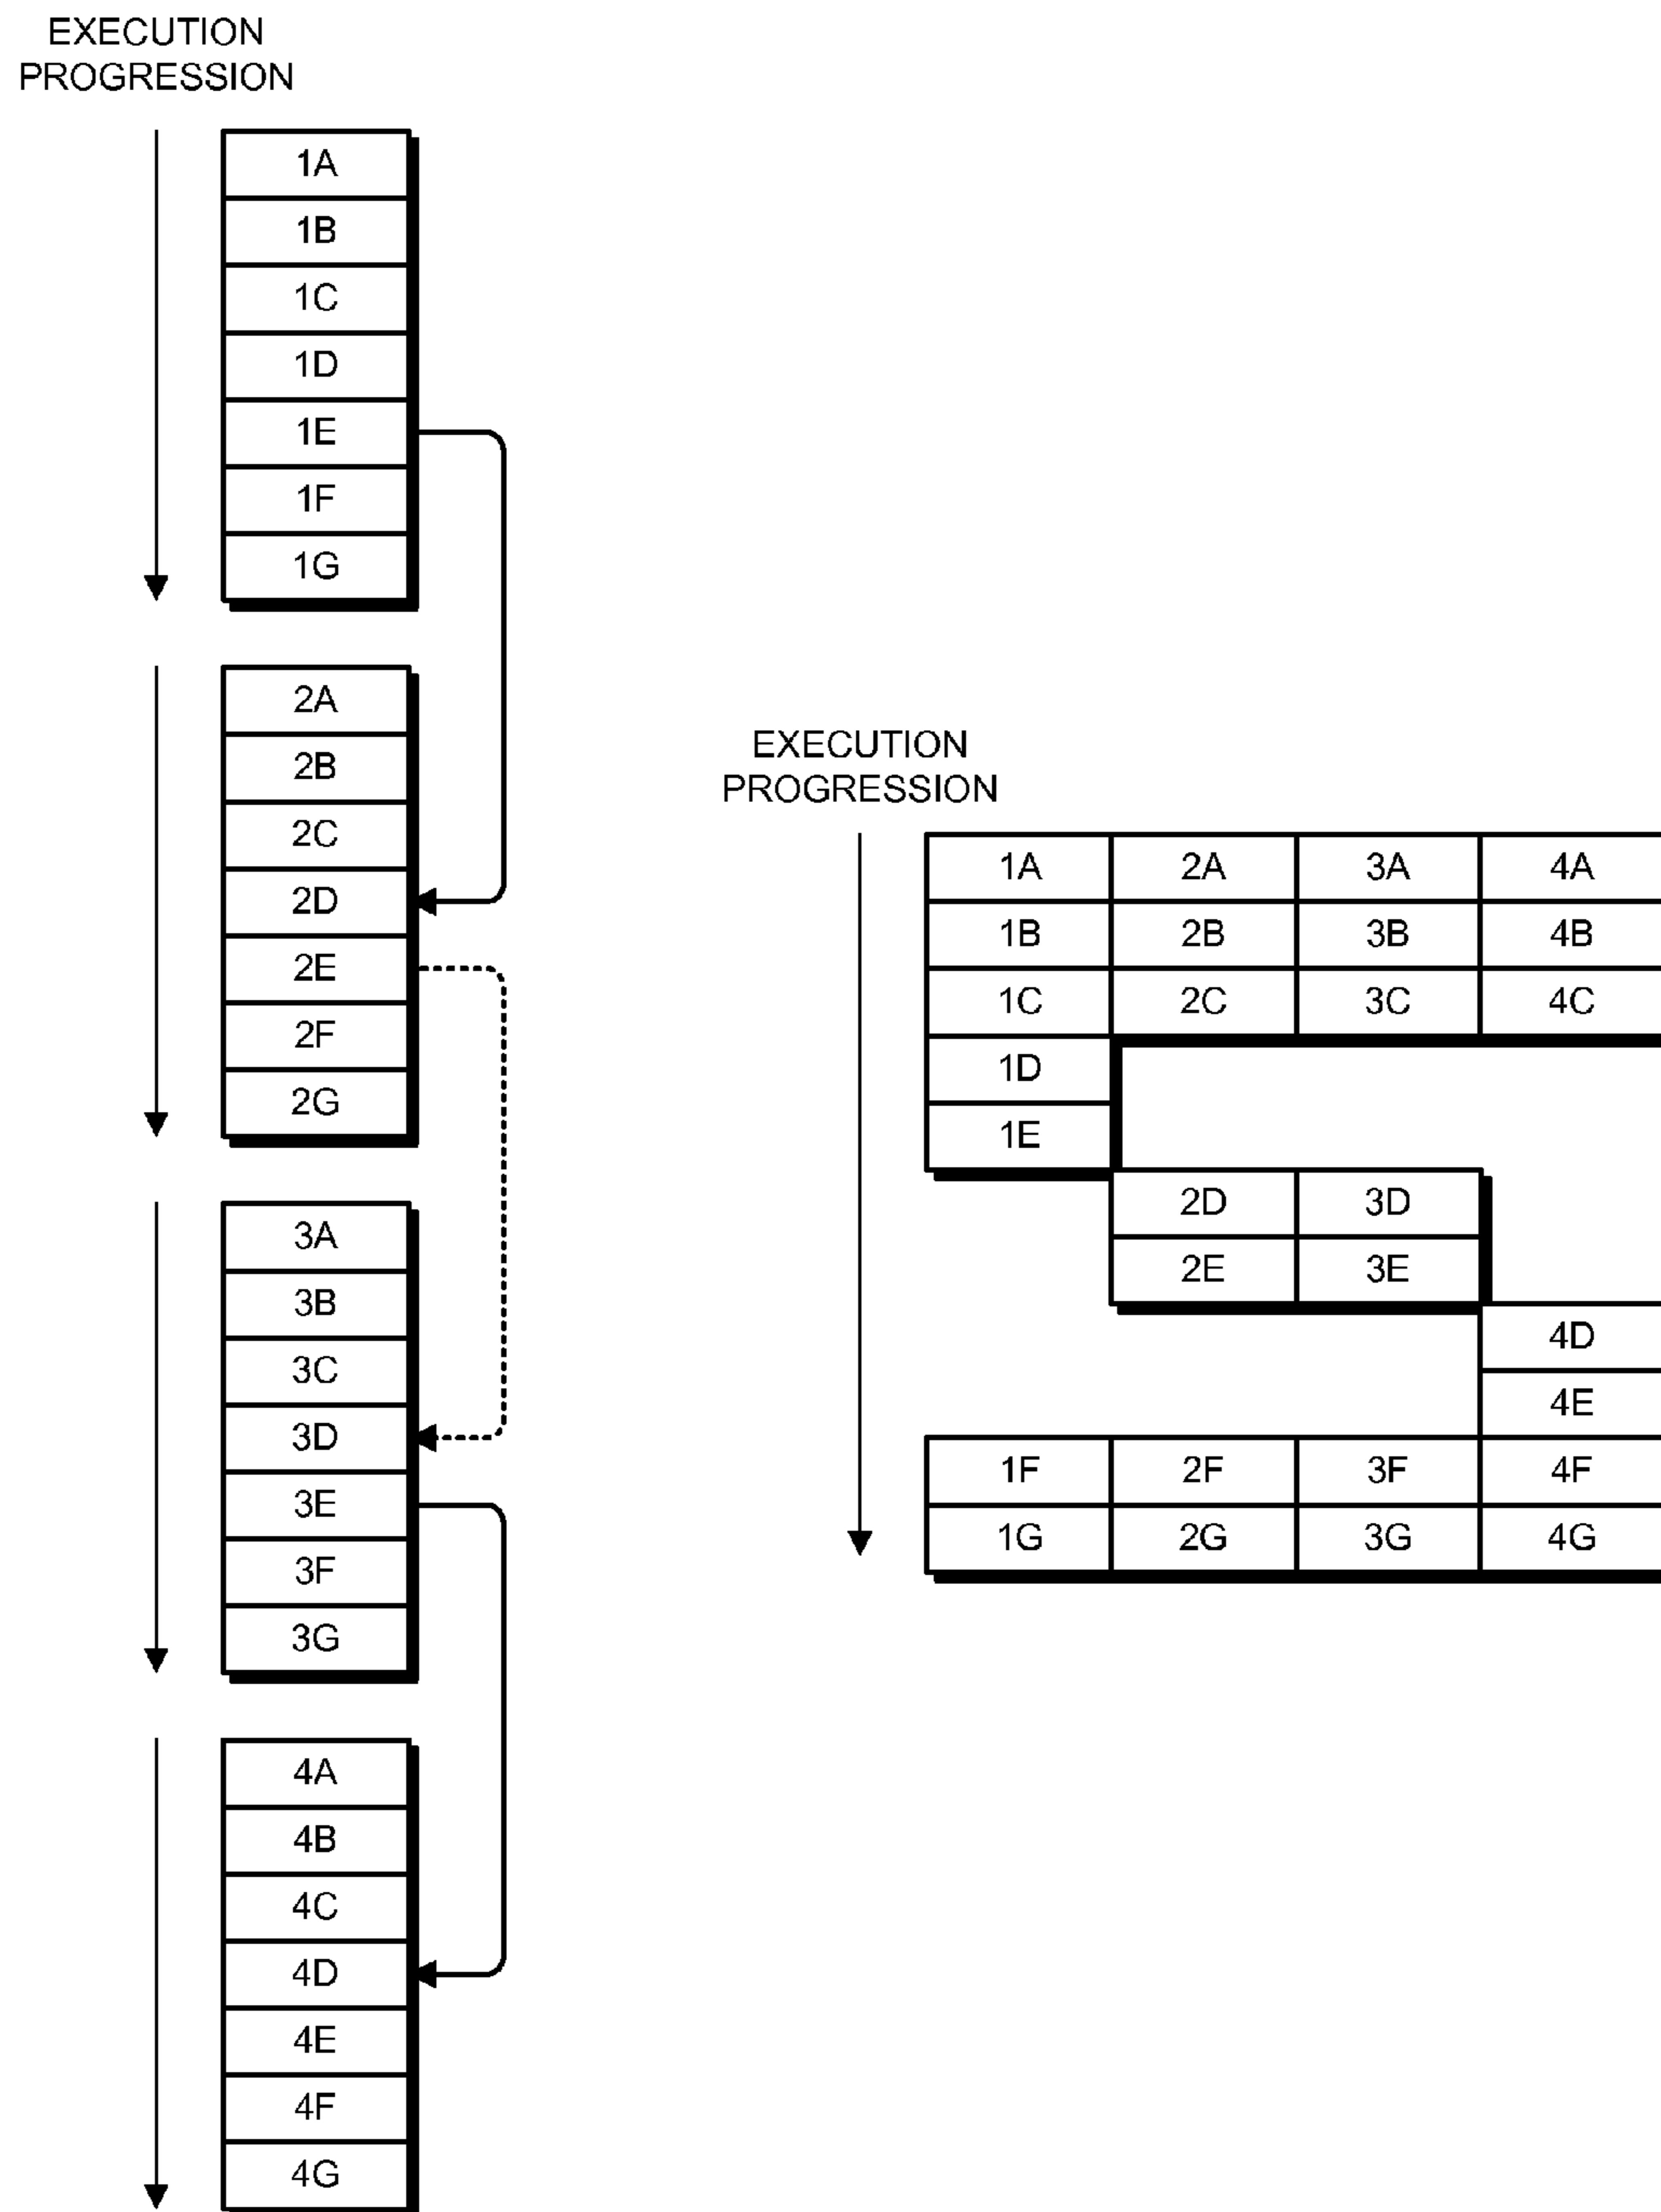 EXECUTION
PROGRESSION
1A
1B
1C
1D
1E
1F
1G
2A
2B
2C
2D
2E
2F
2G
3A
3B
3C
3D
3E
3F
3G
4A
4B
4C
4D
4E
4F
4G
EXECUTION
PROGRESSION
1A 2A 3A 4A
1B 2B 3B 4B
1C 2C 3C 4C
1D
1E
2D 3D
2E 3E
4D
4E
1F 2F 3F 4F
1G 2G 3G 4G